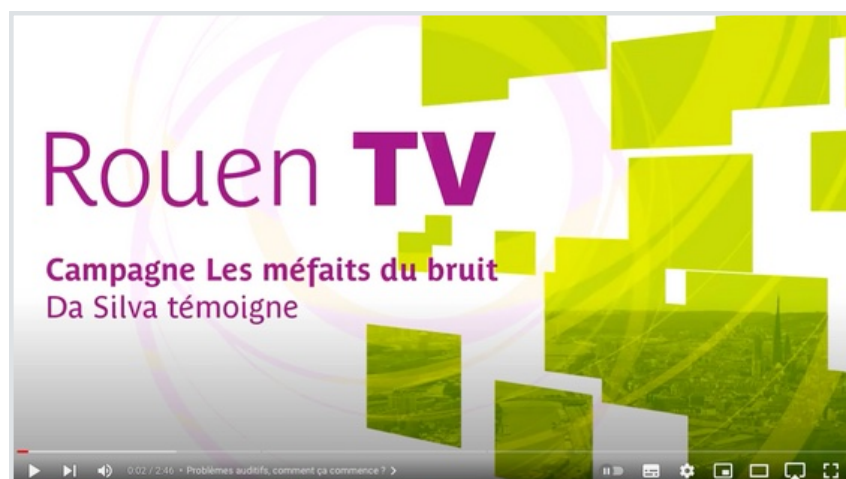 Rouen TV
Campagne Les méfaits du bruit
Da Silva témoigne
0:02 / 2:46 • Problèmes auditifs, comment ça commence ? >